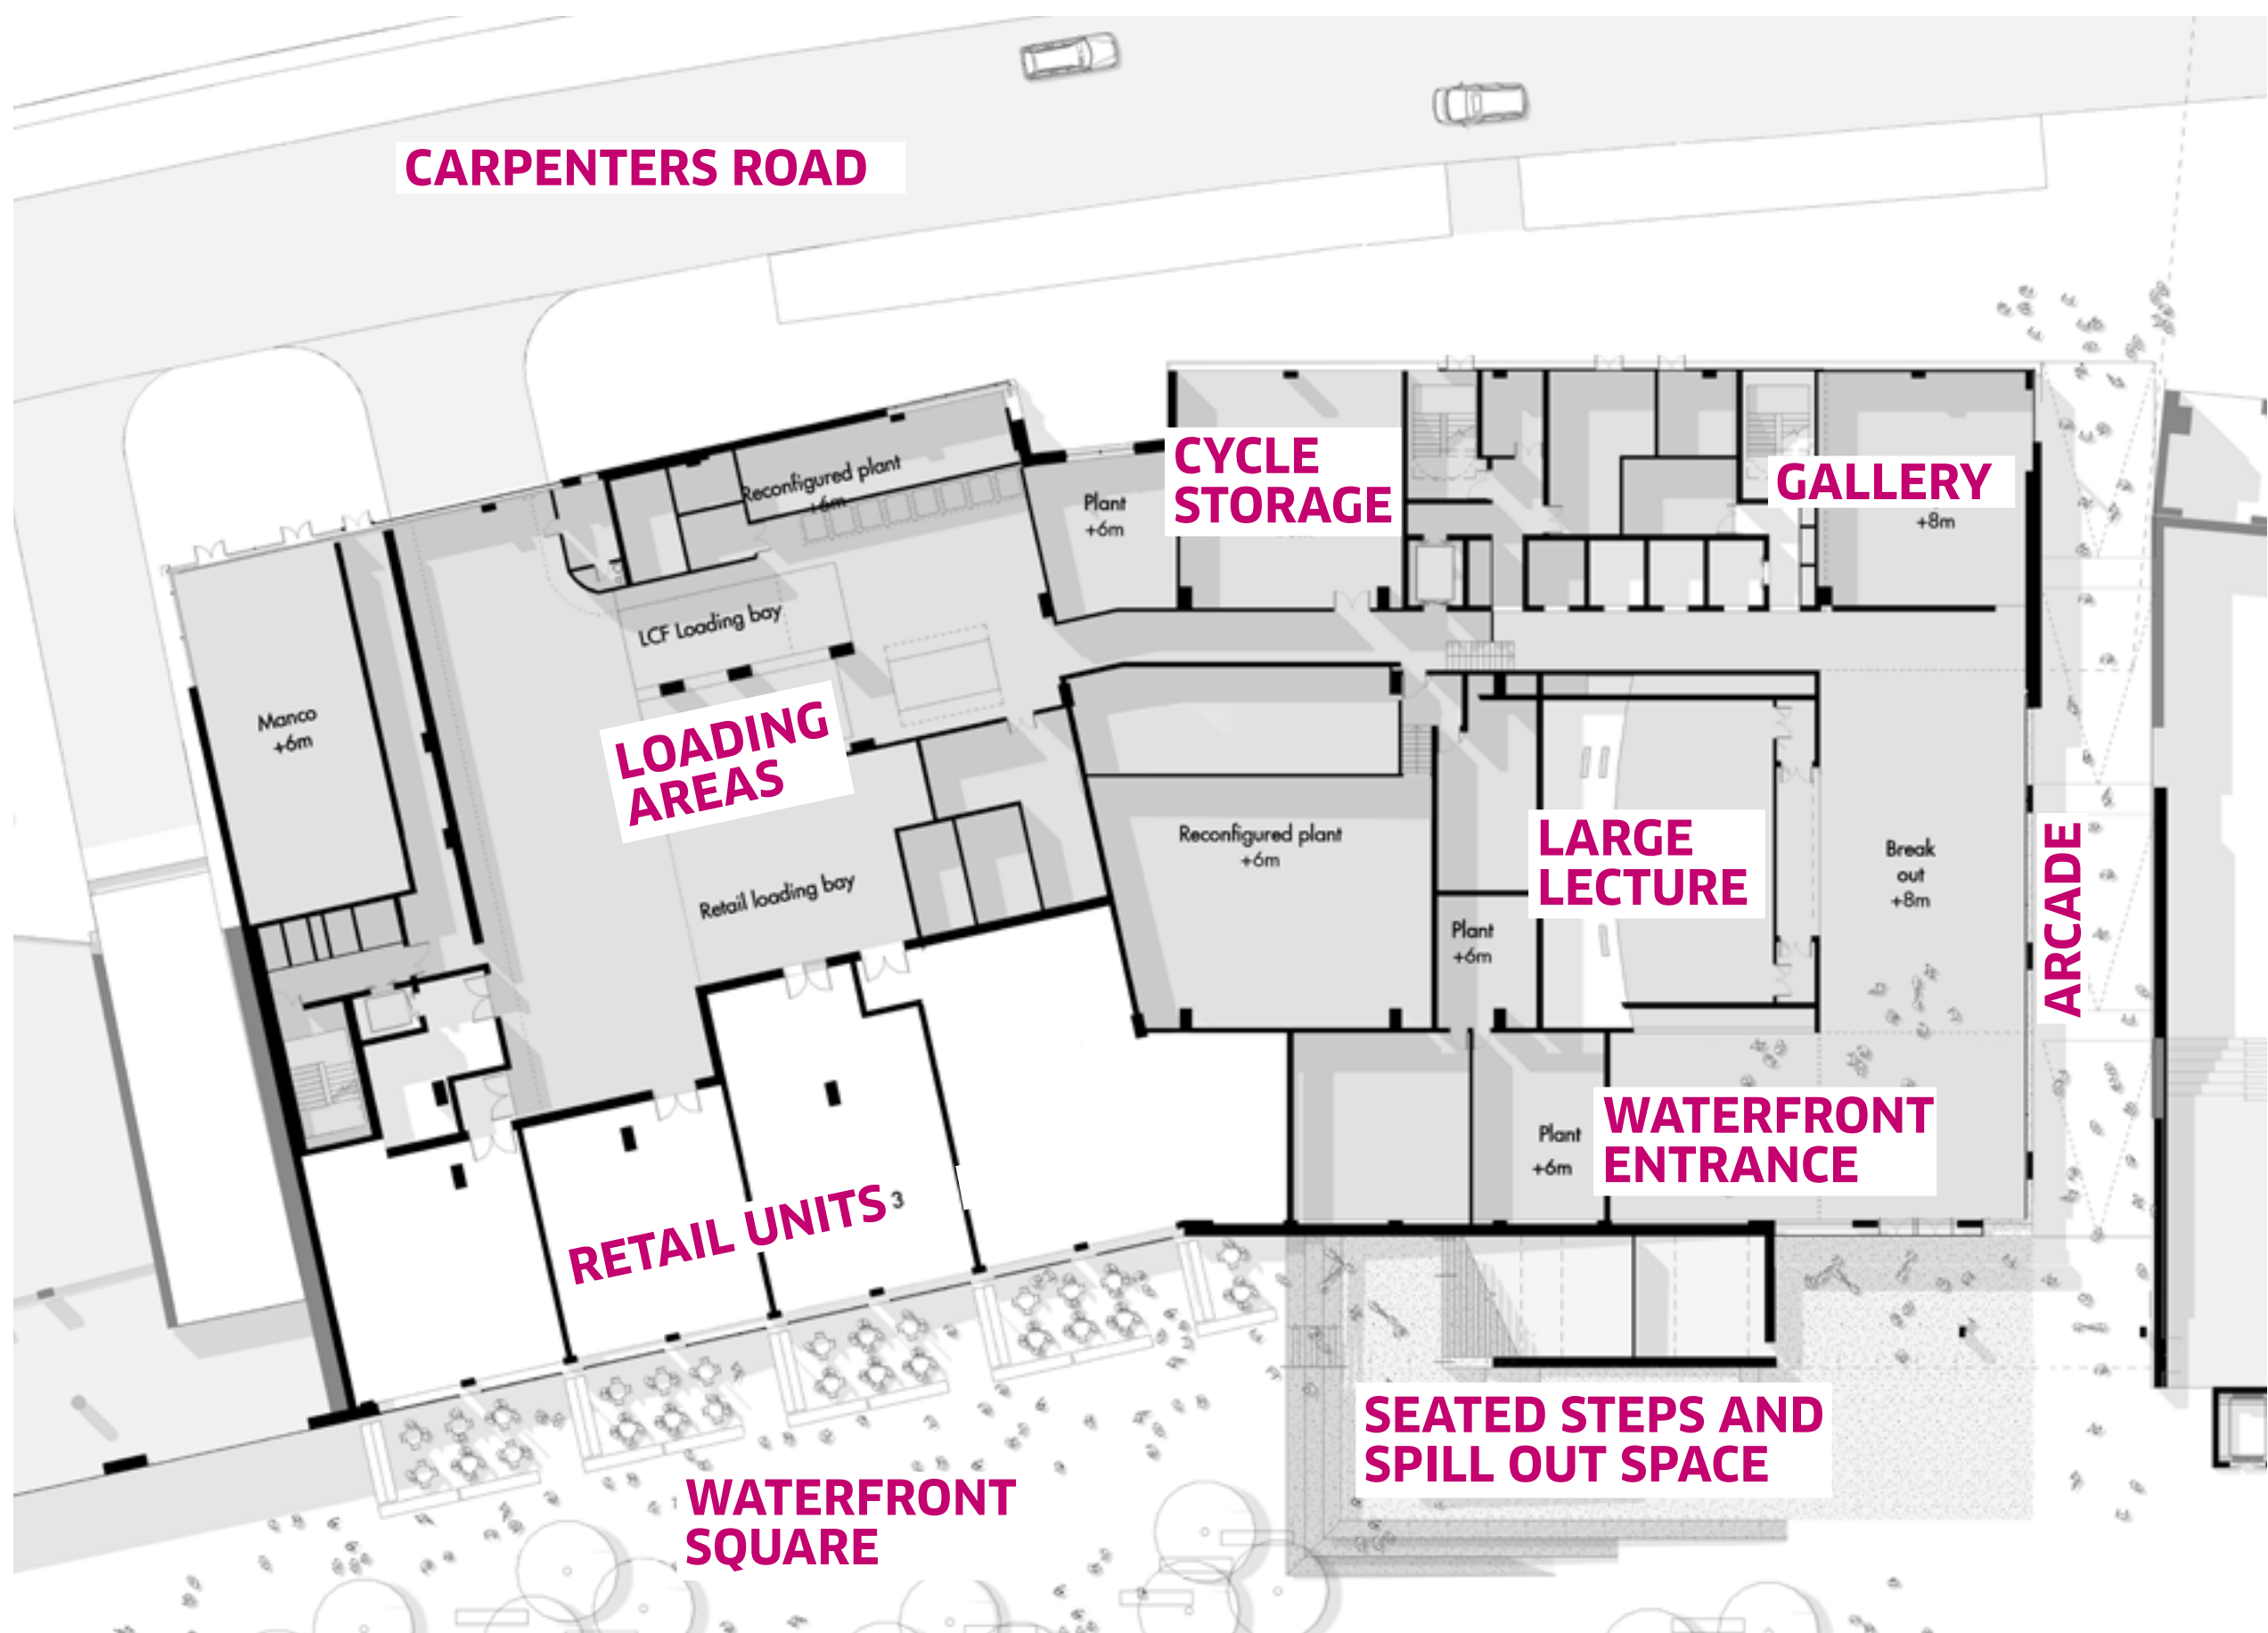 CARPENTERS ROAD
Reconfigured plant
+6m
Plant
+6m
CYCLE
STORAGE
GALLERY
+8m
LCF Loading bay
Manco
+6m
LOADING
AREAS
Retail loading bay
Reconfigured plant
+6m
LARGE
LECTURE
Break
out
+8m
ARCADE
Plant
+6m
WATERFRONT
ENTRANCE
Plant
+6m
RETAIL UNITS
3
SEATED STEPS AND
SPILL OUT SPACE
WATERFRONT
SQUARE